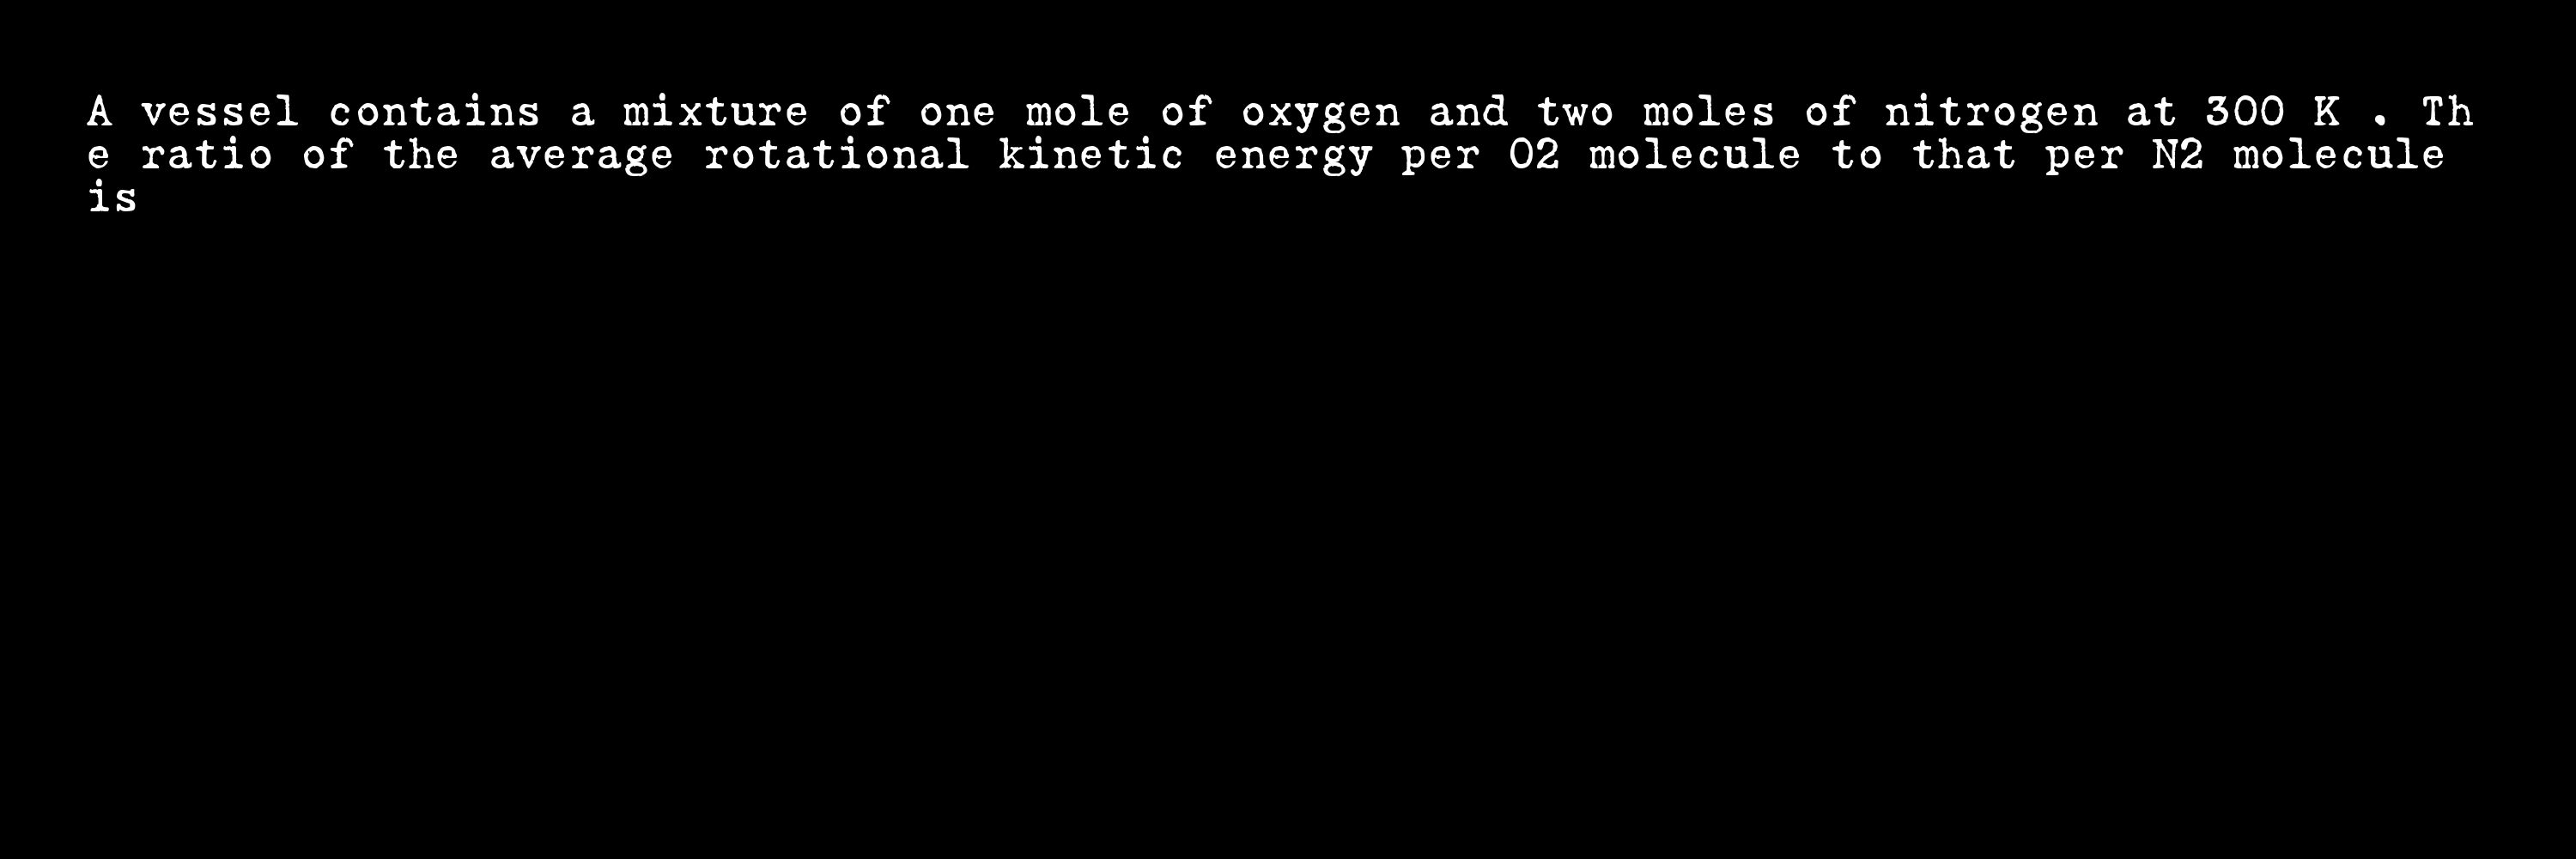 A vessel contains a mixture of one mole of oxygen and two moles of nitrogen at 300 K . Th
e ratio of the average rotational kinetic energy per O2 molecule to that per N2 molecule
is